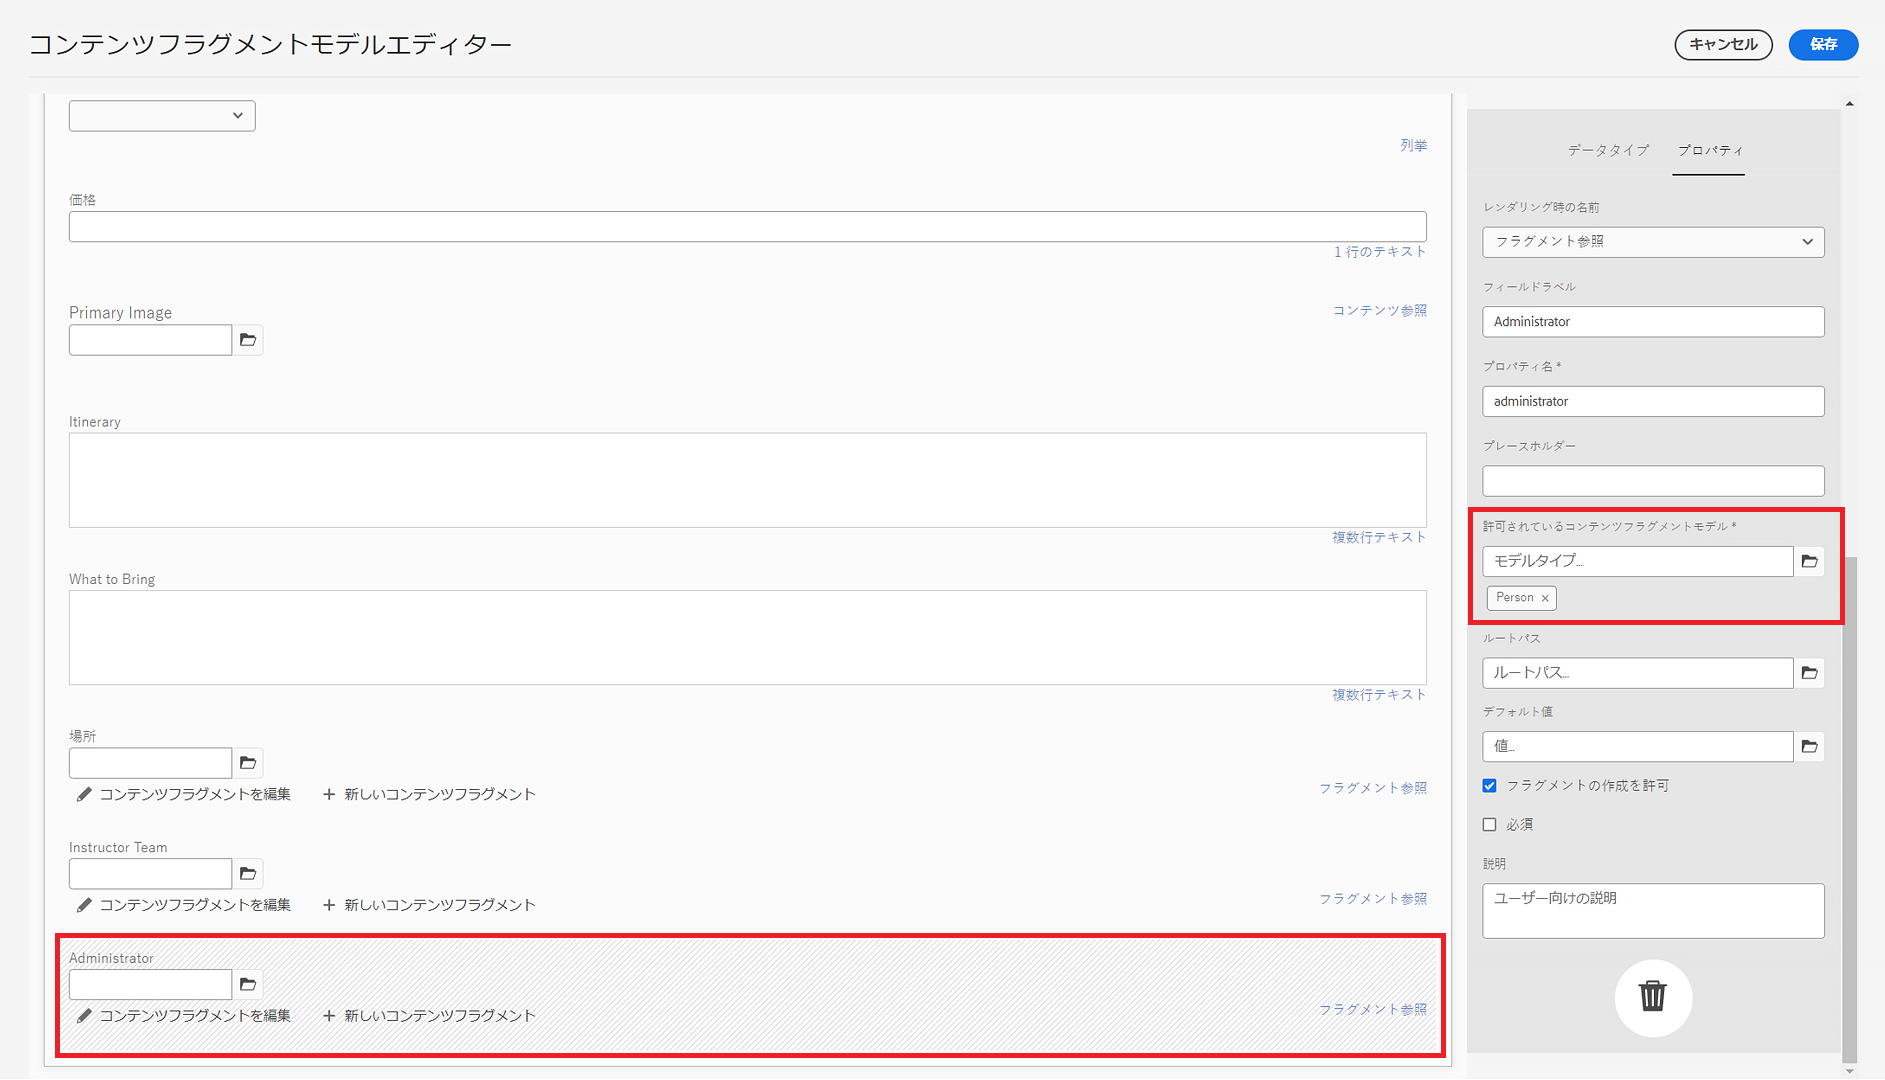 コンテンツフラグメントモデルエディター
キャンセル
保存
列挙
価格
1 行のテキスト
Primary Image
コンテンツ参照
Itinerary
複数行テキスト
What to Bring
複数行テキスト
場所
コンテンツフラグメントを編集
新しいコンテンツフラグメント
フラグメント参照
Instructor Team
コンテンツフラグメントを編集
新しいコンテンツフラグメント
フラグメント参照
Administrator
コンテンツフラグメントを編集
新しいコンテンツフラグメント
フラグメント参照
データタイプ
プロパティ
レンダリング時の名前
フラグメント参照
フィールドラベル
Administrator
プロパティ名 *
administrator
プレースホルダー
許可されているコンテンツフラグメントモデル *
モデルタイプ...
Person ×
ルートパス
ルートパス...
デフォルト値
値...
フラグメントの作成を許可
必須
説明
ユーザー向けの説明